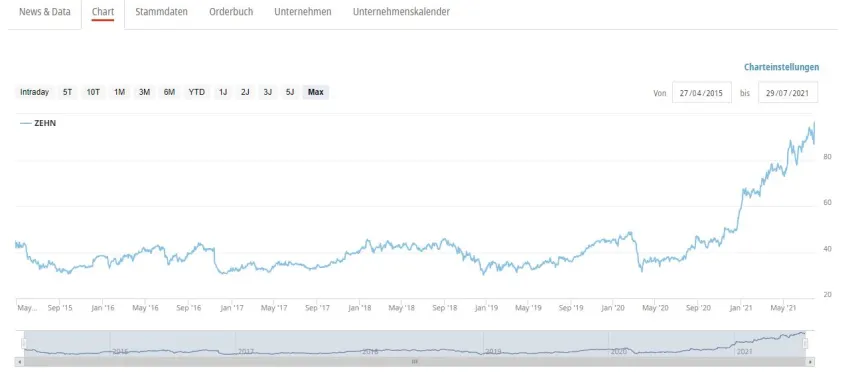 News & Data Chart Stammdaten Orderbuch Unternehmen Unternehmenskalender
Charteinstellungen
Intraday 5T 10T 1M 3M 6M YTD 1J 2J 3J 5J Max Von 27/04/2015 bis 29/07/2021
ZEHN
80
60
40
20
May... Sep '15 Jan '16 May '16 Sep '16 Jan '17 May '17 Sep '17 Jan '18 May '18 Sep '18 Jan '19 May '19 Sep '19 Jan '20 May '20 Sep '20 Jan '21 May '21
2016 2017 2018 2019 2020 2021